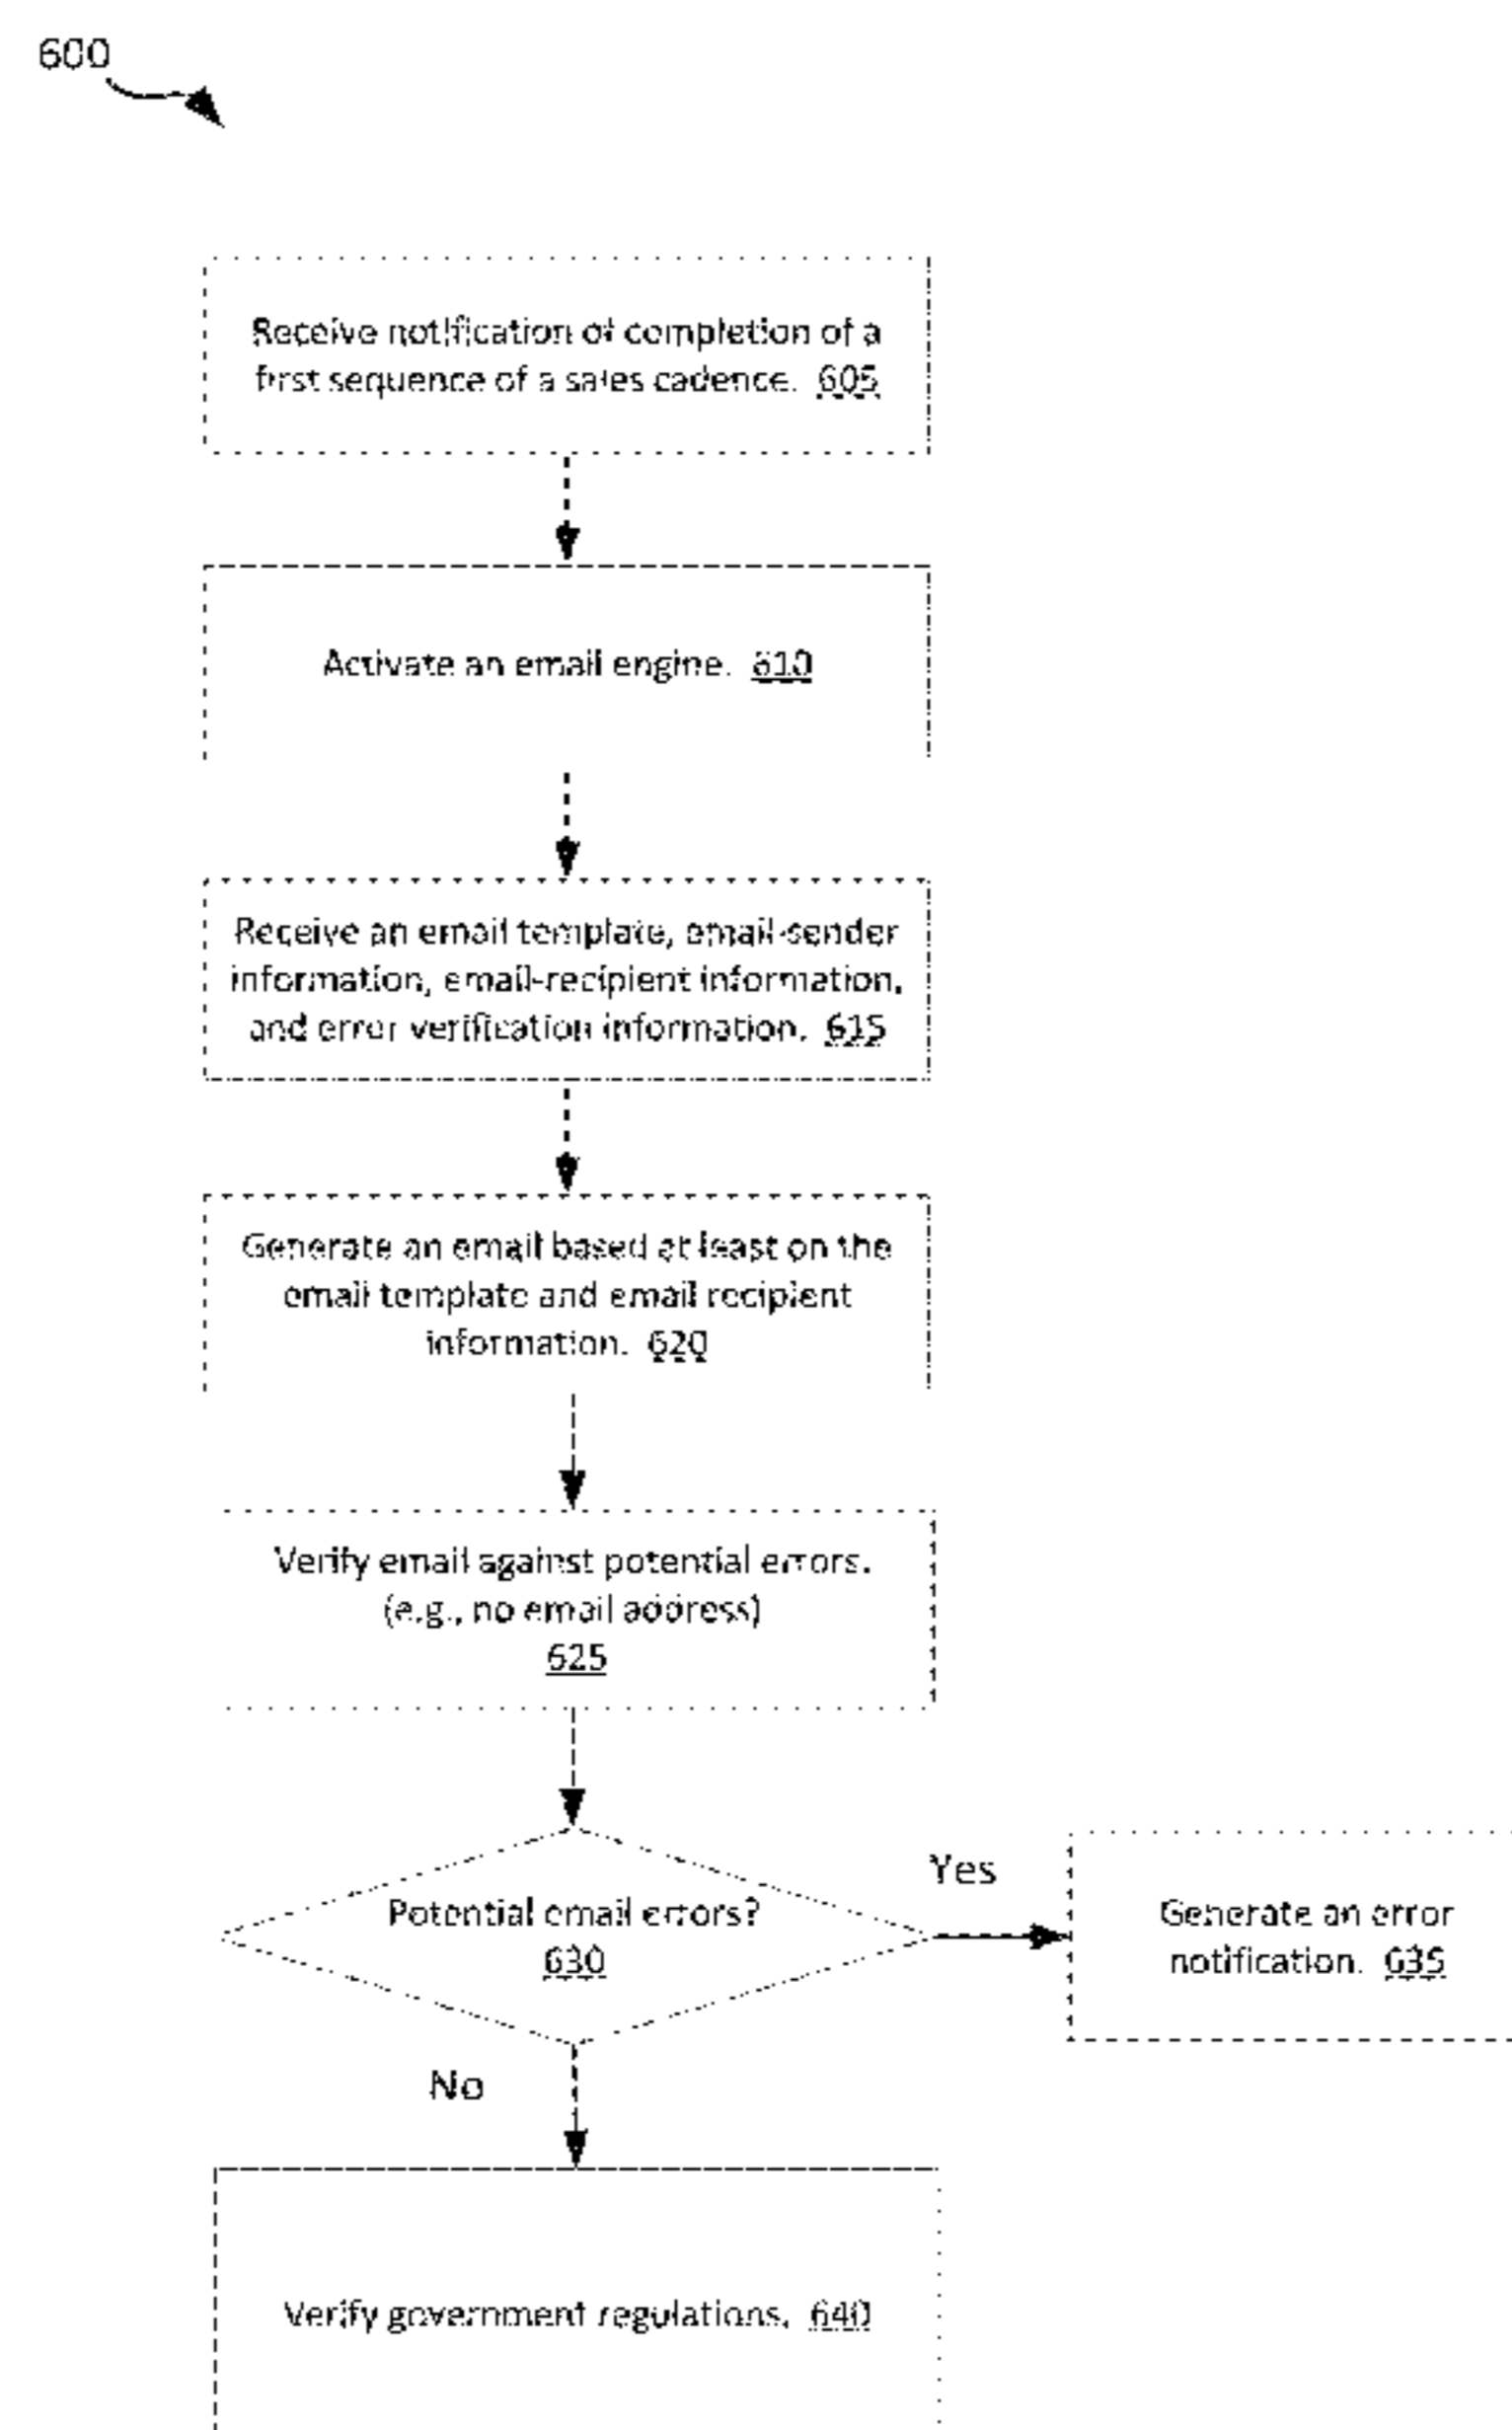 600
Receive notification of completion of a
first sequence of a sales cadence. 605
Activate an email engine. 610
Receive an email template, email-sender
information, email-recipient information,
and error verification information. 615
Generate an email based at least on the
email template and email recipient
information. 620
Verify email against potential errors.
(e.g., no email address)
625
Potential email errors?
630
Yes
Generate an error
notification. 635
No
Verify government regulations. 640